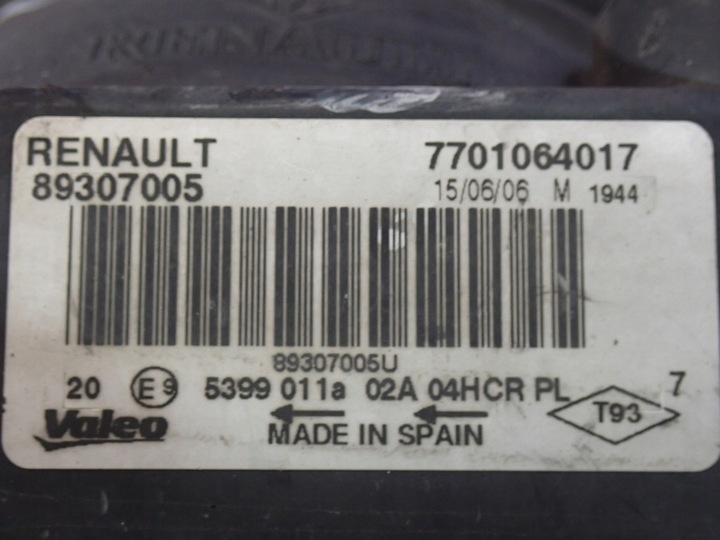 RENAULT
RENAULT 7701064017
89307005 15/06/06 M 1944
89307005U
20 E9 5399 011a 02A 04HCR PL 7
Valeo MADE IN SPAIN T93